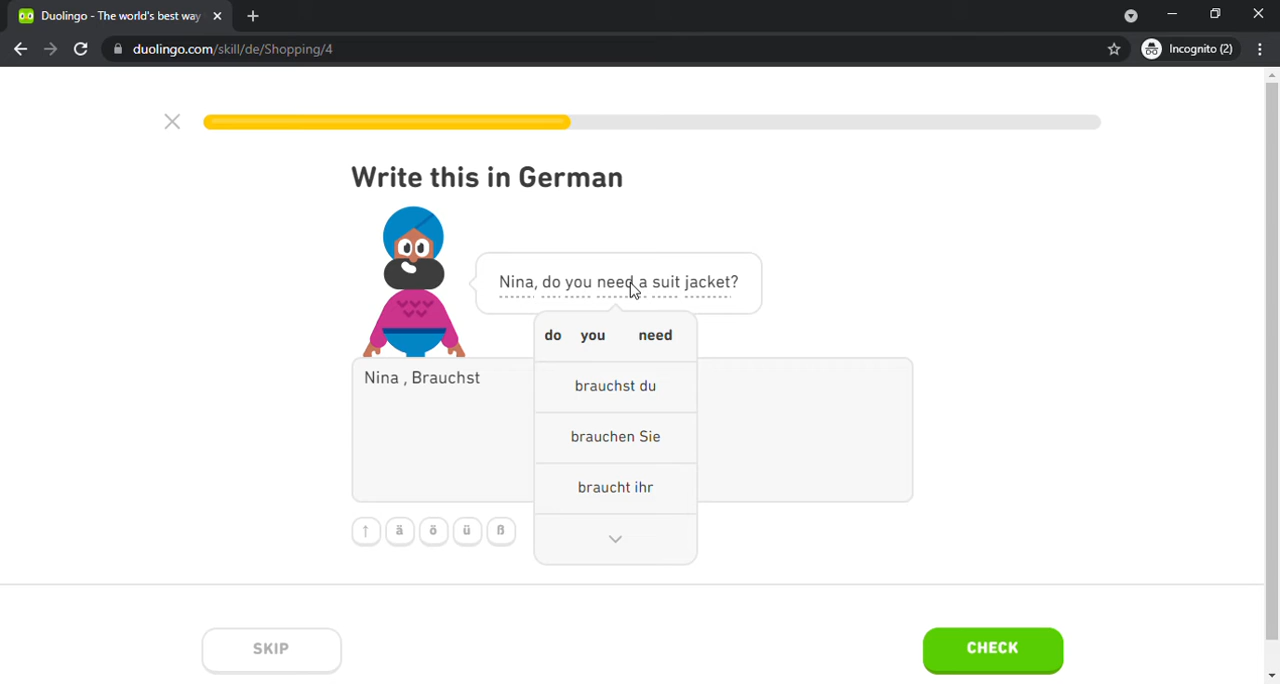 Duolingo - The world's best way
duolingo.com/skill/de/Shopping/4
Incognito (2)
Write this in German
Nina, do you need a suit jacket?
do you need
Nina , Brauchst
brauchst du
brauchen Sie
braucht ihr
↑ ä ö ü ß
SKIP
CHECK